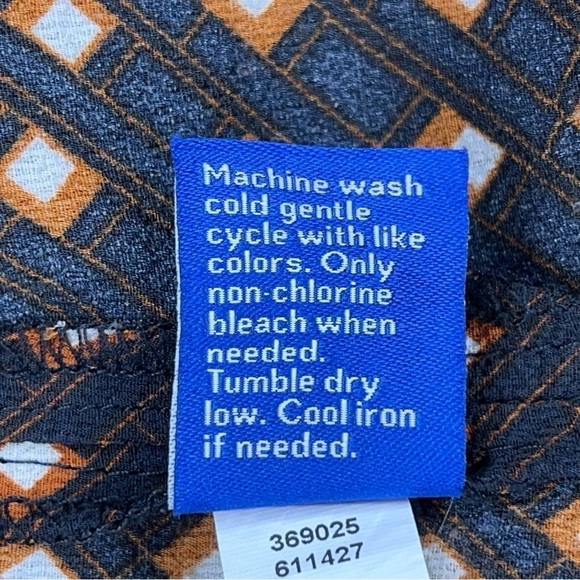 Machine wash
cold gentle
cycle with like
colors. Only
non-chlorine
bleach when
needed.
Tumble dry
low. Cool iron
if needed.
369025
611427